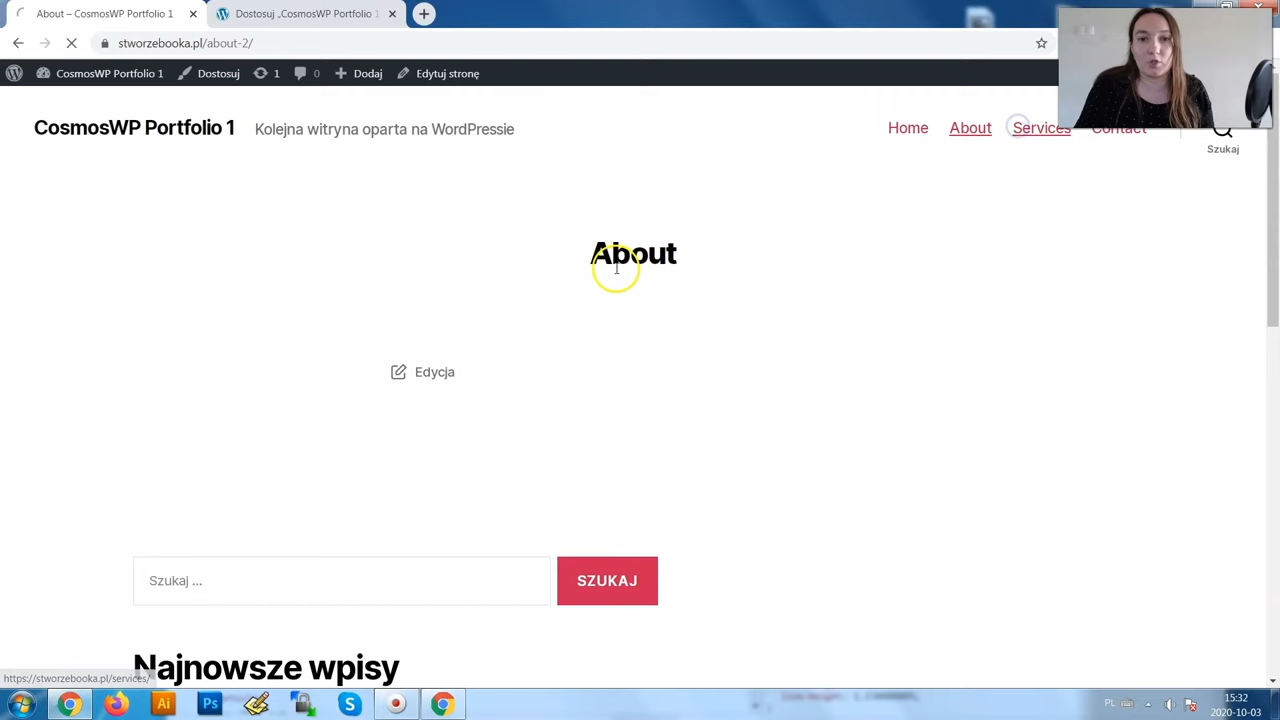 About – CosmosWP Portfolio 1
Dostosuj „CosmosWP Portfolio 1"
stworzebooka.pl/about-2/
CosmosWP Portfolio 1 Dostosuj 1 0 Dodaj Edytuj stronę
CosmosWP Portfolio 1 Kolejna witryna oparta na WordPressie
Home About Services Contact
Szukaj
About
Edycja
Szukaj ...
SZUKAJ
Najnowsze wpisy
https://stworzebooka.pl/services/
Ai Ps S
PL
15:32
2020-10-03